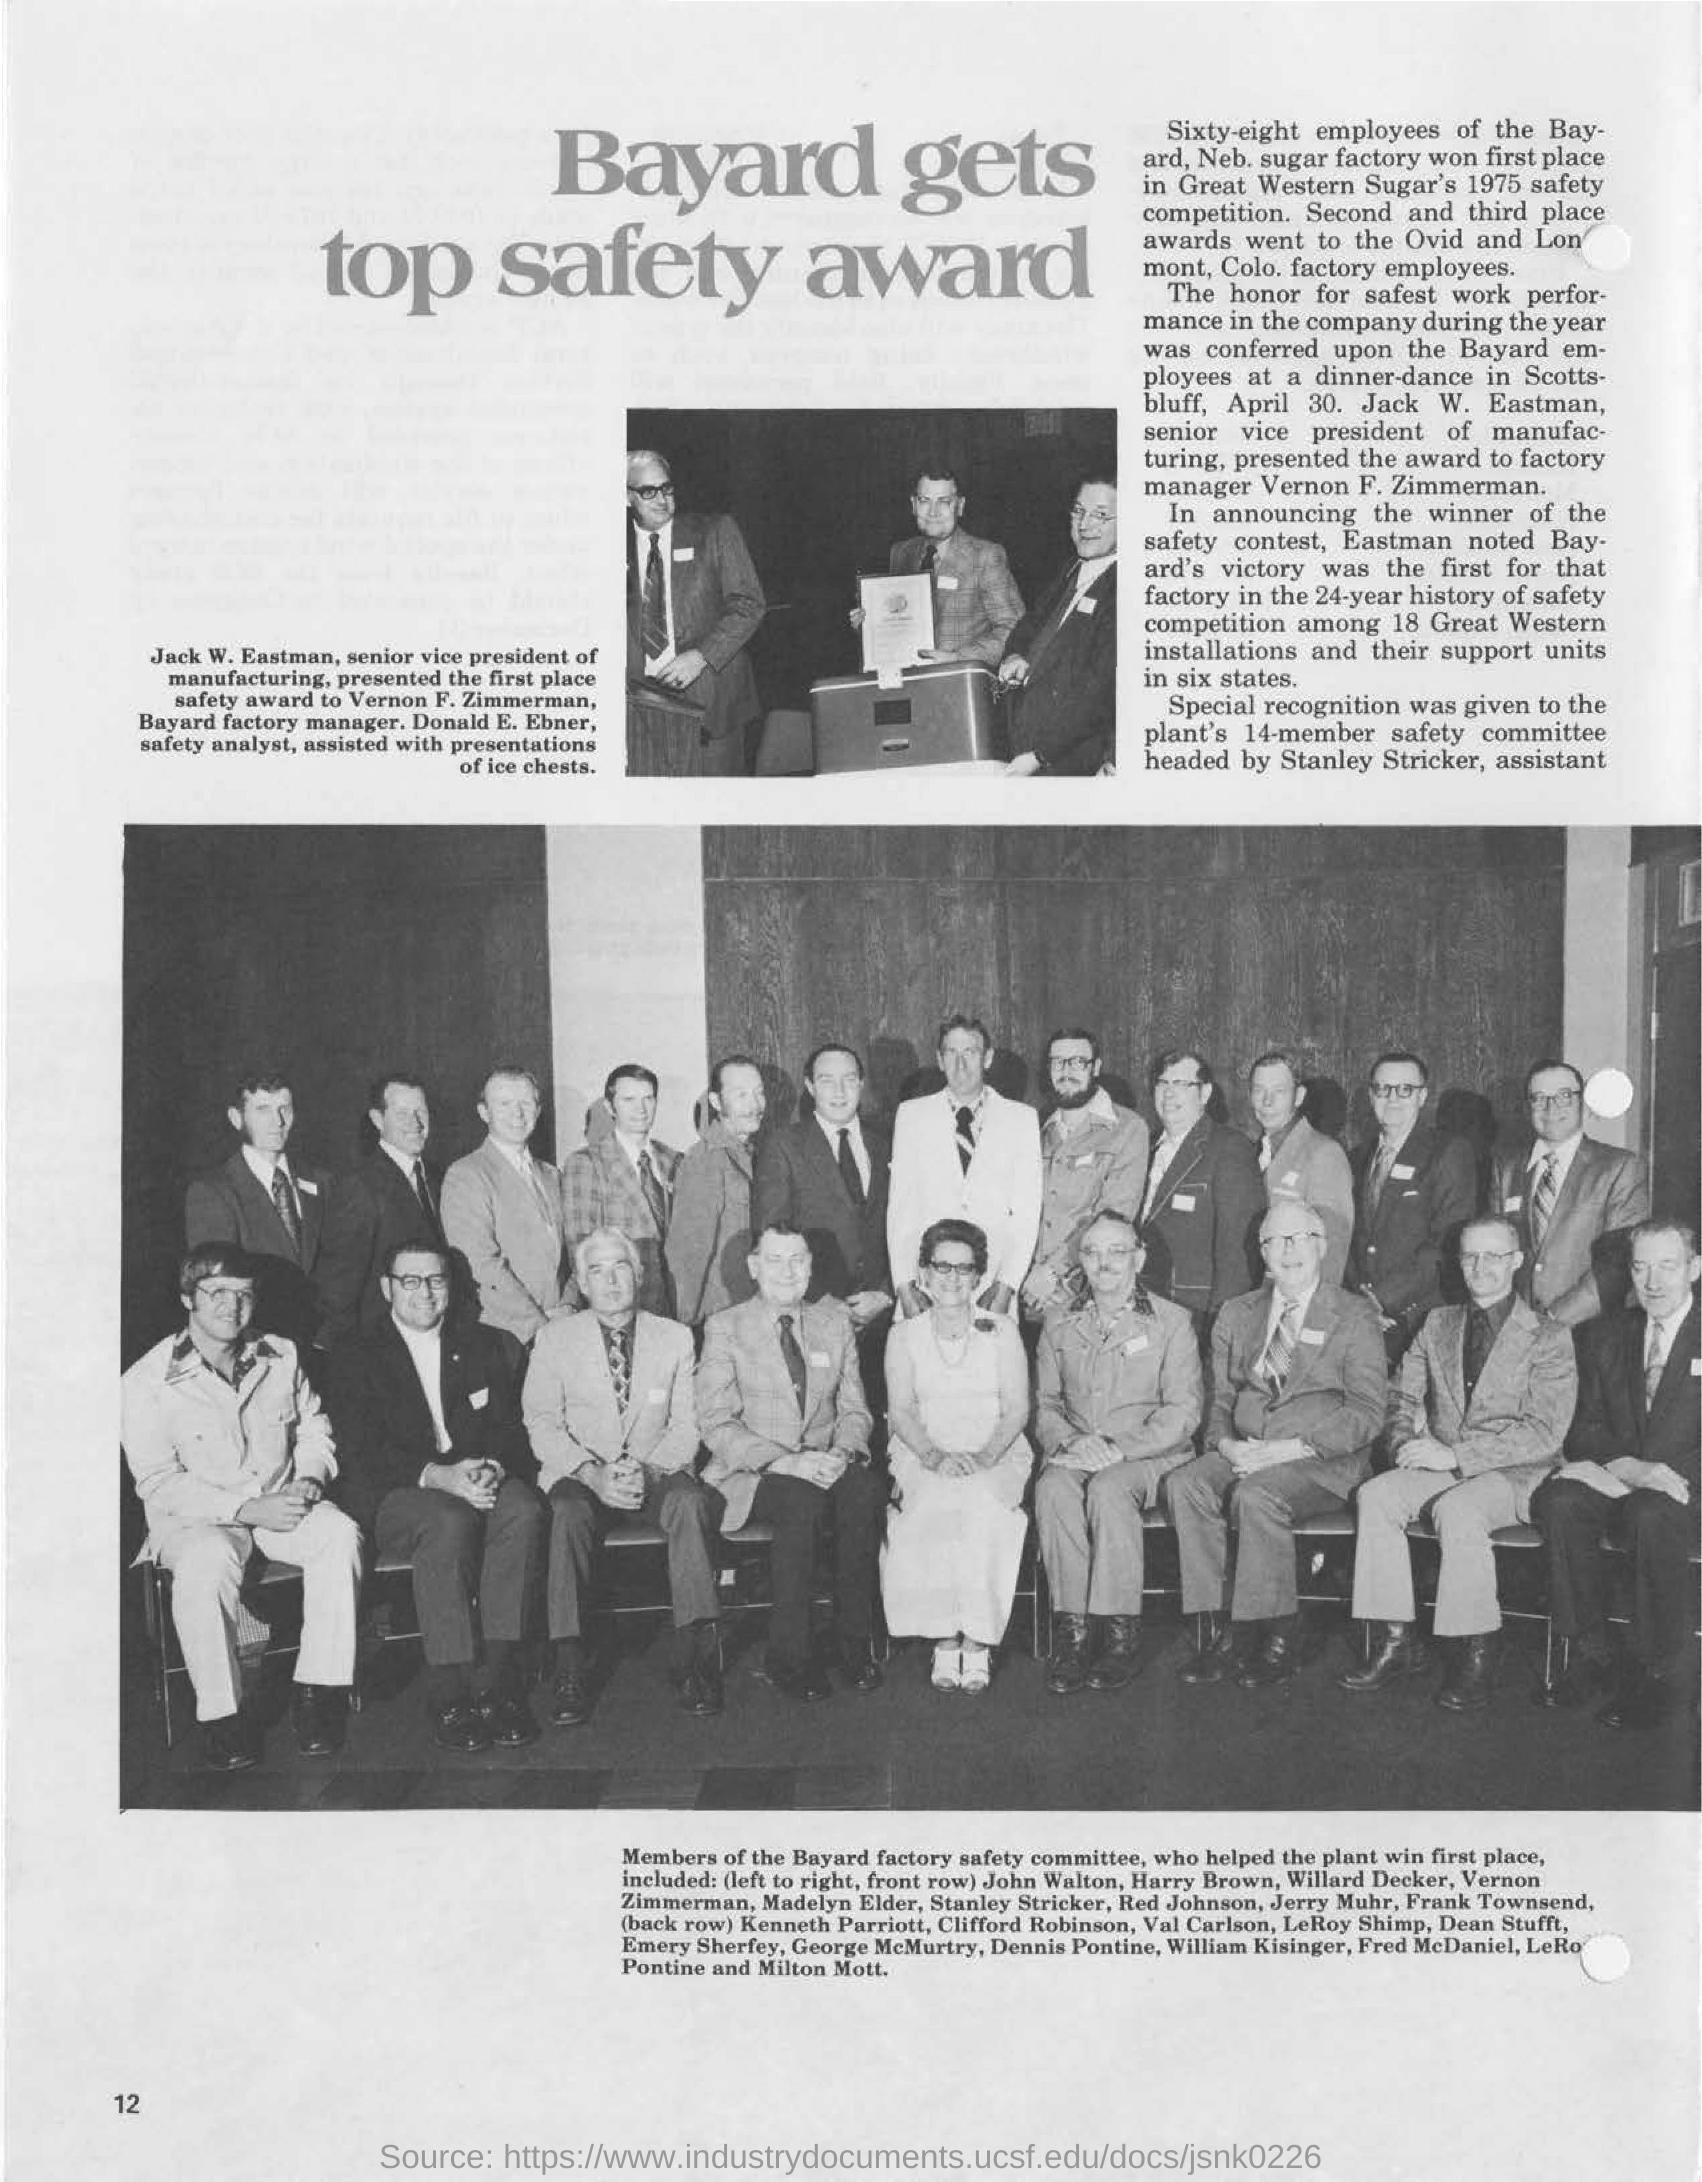 Bayard gets
top safety award
Sixty-eight employees of the Bay-
ard, Neb. sugar factory won first place
in Great Western Sugar's 1975 safety
competition. Second and third place
awards went to the Ovid and Lon
mont, Colo. factory employees.
The honor for safest work perfor-
mance in the company during the year
was conferred upon the Bayard em-
ployees at a dinner-dance in Scotts-
bluff, April 30. Jack W. Eastman,
senior vice president of manufac-
turing, presented the award to factory
manager Vernon F. Zimmerman.
In announcing the winner of the
safety contest, Eastman noted Bay-
ard's victory was the first for that
factory in the 24-year history of safety
competition among 18 Great Western
installations and their support units
in six states.
Special recognition was given to the
plant's 14-member safety committee
headed by Stanley Stricker, assistant
Jack W. Eastman, senior vice president of
manufacturing, presented the first place
safety award to Vernon F. Zimmerman,
Bayard factory manager. Donald E. Ebner,
safety analyst, assisted with presentations
of ice chests.
Members of the Bayard factory safety committee, who helped the plant win first place,
included: (left to right, front row) John Walton, Harry Brown, Willard Decker, Vernon
Zimmerman, Madelyn Elder, Stanley Stricker, Red Johnson, Jerry Muhr, Frank Townsend,
(back row) Kenneth Parriott, Clifford Robinson, Val Carlson, LeRoy Shimp, Dean Stufft,
Emery Sherfey, George McMurtry, Dennis Pontine, William Kisinger, Fred McDaniel, LeRo
Pontine and Milton Mott.
12
Source: https://www.industrydocuments.ucsf.edu/docs/jsnk0226